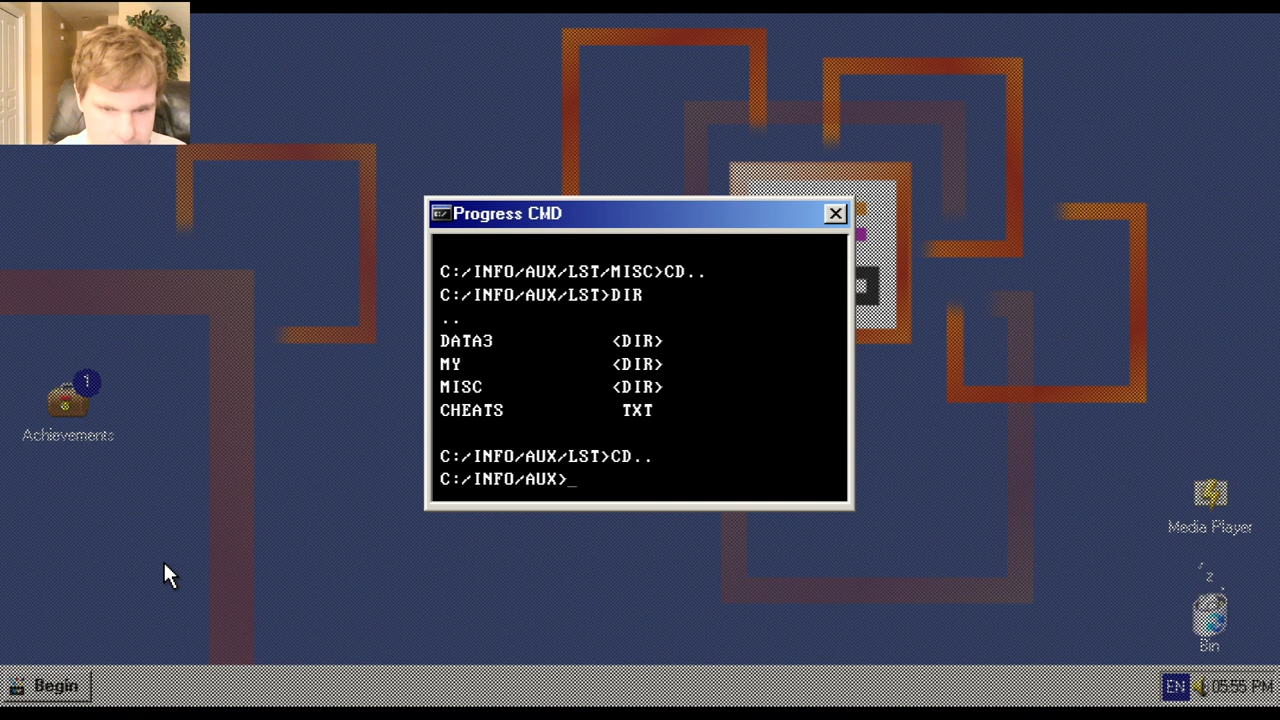 Progress CMD
C:/INFO/AUX/LST/MISC>CD..
C:/INFO/AUX/LST>DIR
..
DATA3 <DIR>
MY <DIR>
MISC <DIR>
CHEATS TXT
C:/INFO/AUX/LST>CD..
C:/INFO/AUX>_
1
Achievements
Media Player
z
Bin
Begin
EN 05:55 PM